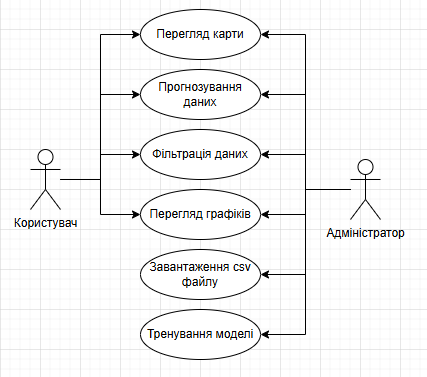 Перегляд карти
Прогнозування
даних
Фільтрація даних
Перегляд графіків
Користувач
Адміністратор
Завантаження csv
файлу
Тренування моделі